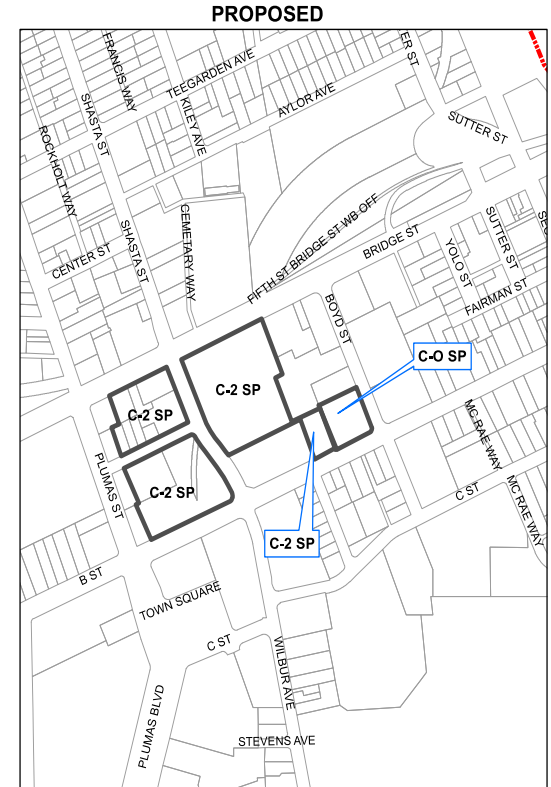 PROPOSED
FRANCIS WAY
TEEGARDEN AVE
ER ST
SHASTA ST
KILEY AVE
AYLOR AVE
SUTTER ST
ROCKHOLT WAY
CEMETARY WAY
FIFTH ST BRIDGE ST WB OFF
BRIDGE ST
YOLO ST
SUTTER ST
SEC
CENTER ST
SHASTA ST
BOYD ST
FAIRMAN ST
C-O SP
C-2 SP
C-2 SP
C-2 SP
PLUMAS ST
MC RAE WAY
C ST
MC RAE WAY
C-2 SP
B ST
TOWN SQUARE
C ST
WILBUR AVE
PLUMAS BLVD
STEVENS AVE